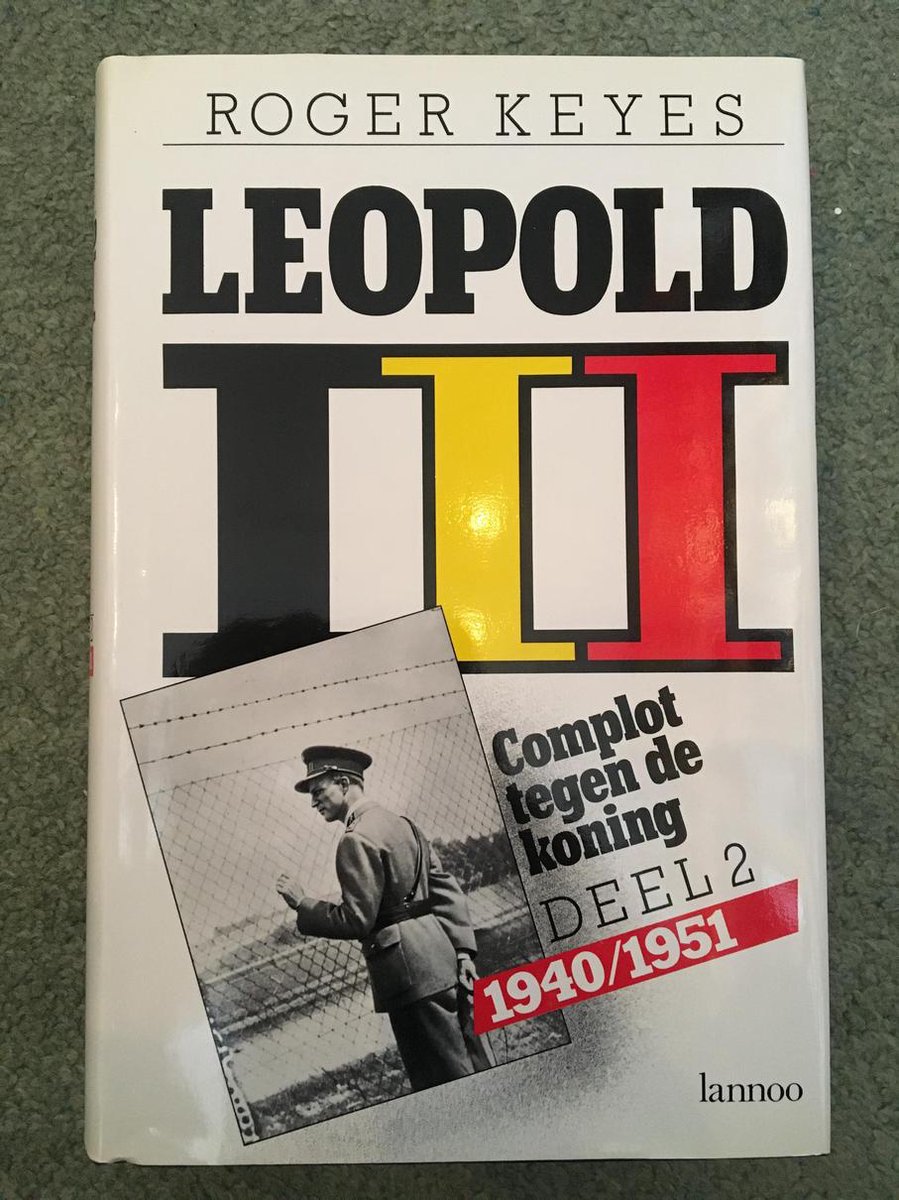 ROGER KEYES
LEOPOLD
III
Complot
tegen de
koning
DEEL 2
1940/1951
lannoo